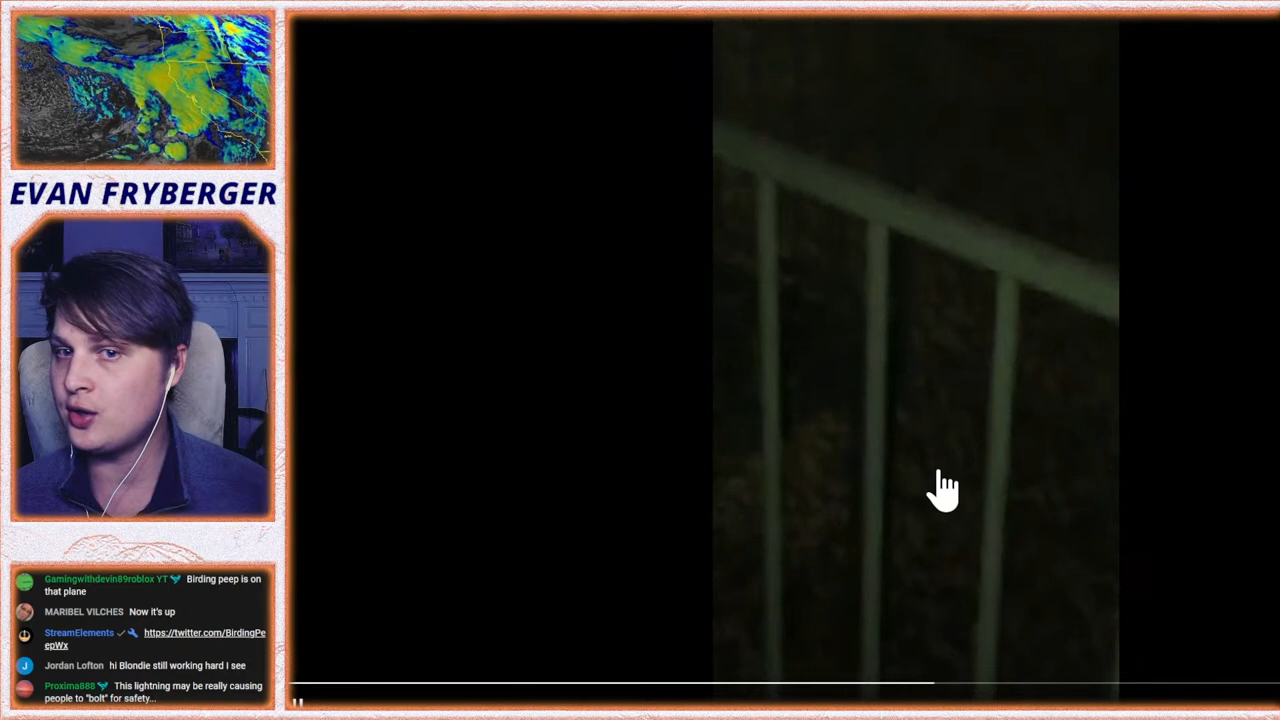 EVAN FRYBERGER
Gamingwithdevin89roblox YT Birding peep is on
that plane
MARIBEL VILCHES Now it's up
StreamElements https://twitter.com/BirdingPe
epWx
Jordan Lofton hi Blondie still working hard I see
Proxima888 This lightning may be really causing
people to "bolt" for safety...